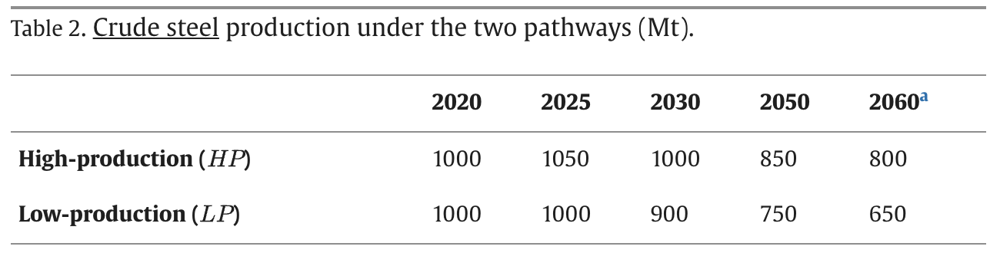 Table 2. Crude steel production under the two pathways (Mt).
2020 2025 2030 2050 2060a
High-production (HP) 1000 1050 1000 850 800
Low-production (LP) 1000 1000 900 750 650